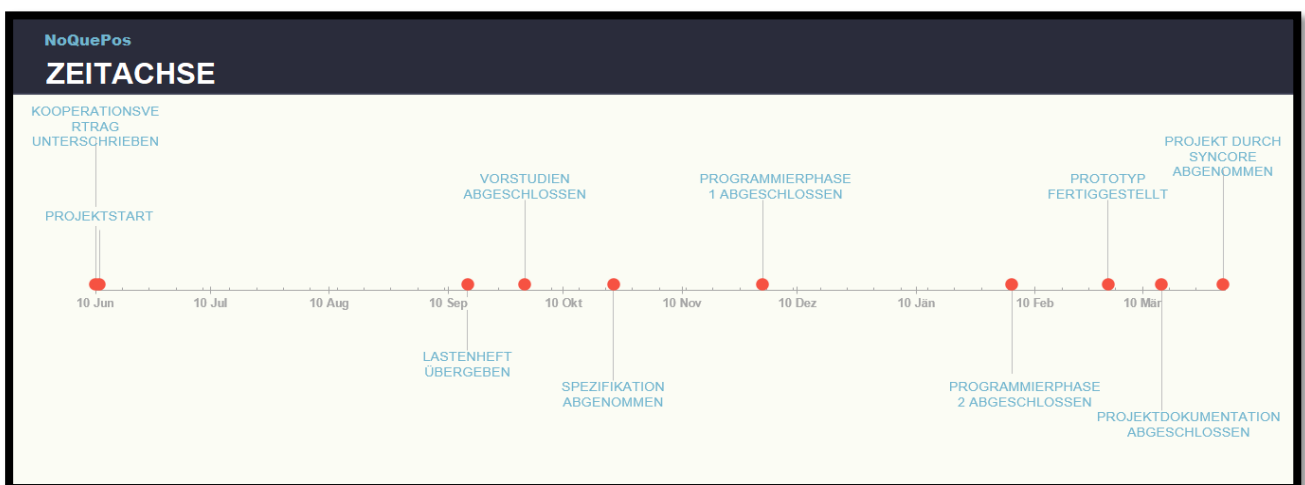 NoQuePos
ZEITACHSE
KOOPERATIONSVE
RTRAG
UNTERSCHRIEBEN
PROJEKTSTART
VORSTUDIEN
ABGESCHLOSSEN
PROGRAMMIERPHASE
1 ABGESCHLOSSEN
PROTOTYP
FERTIGGESTELLT
PROJEKT DURCH
SYNCORE
ABGENOMMEN
10 Jun
10 Jul
10 Aug
10 Sep
10 Okt
10 Nov
10 Dez
10 Jän
10 Feb
10 Mär
LASTENHEFT
ÜBERGEBEN
SPEZIFIKATION
ABGENOMMEN
PROGRAMMIERPHASE
2 ABGESCHLOSSEN
PROJEKTDOKUMENTATION
ABGESCHLOSSEN